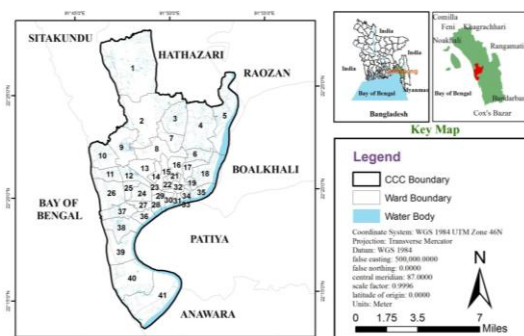 SITAKUNDU
HATHAZARI
RAOZAN
BOALKHALI
BAY OF
BENGAL
PATIYA
ANAWARA
1
2
3
4
5
7
8
9
6
10
11
12
13
14
15
16
17
18
19
21
22
23
24
25
26
27
28
29
30
31
32
33
34
35
36
37
38
39
40
41
India
India
India
Myanmar
Bay of Bengal
Bangladesh
Comilla
Feni
Khagrachhari
Noakhali
Rangamati
Bandarban
Bay of Bengal
Cox's Bazar
Key Map
Legend
CCC Boundary
Ward Boundary
Water Body
Coordinate System: WGS 1984 UTM Zone 46N
Projection: Transverse Mercator
Datum: WGS 1984
false easting: 500,000.0000
false northing: 0.0000
central meridian: 87.0000
scale factor: 0.9996
latitude of origin: 0.0000
Units: Meter
N
0 1.75 3.5 7